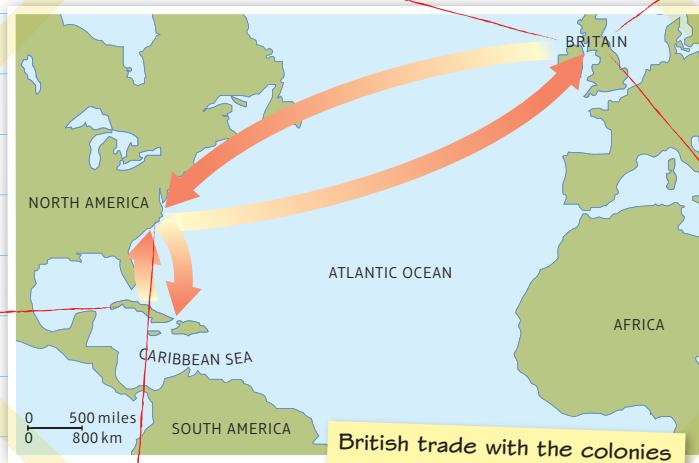 BRITAIN
NORTH AMERICA
ATLANTIC OCEAN
AFRICA
CARIBBEAN SEA
0 500 miles
0 800 km
SOUTH AMERICA
British trade with the colonies